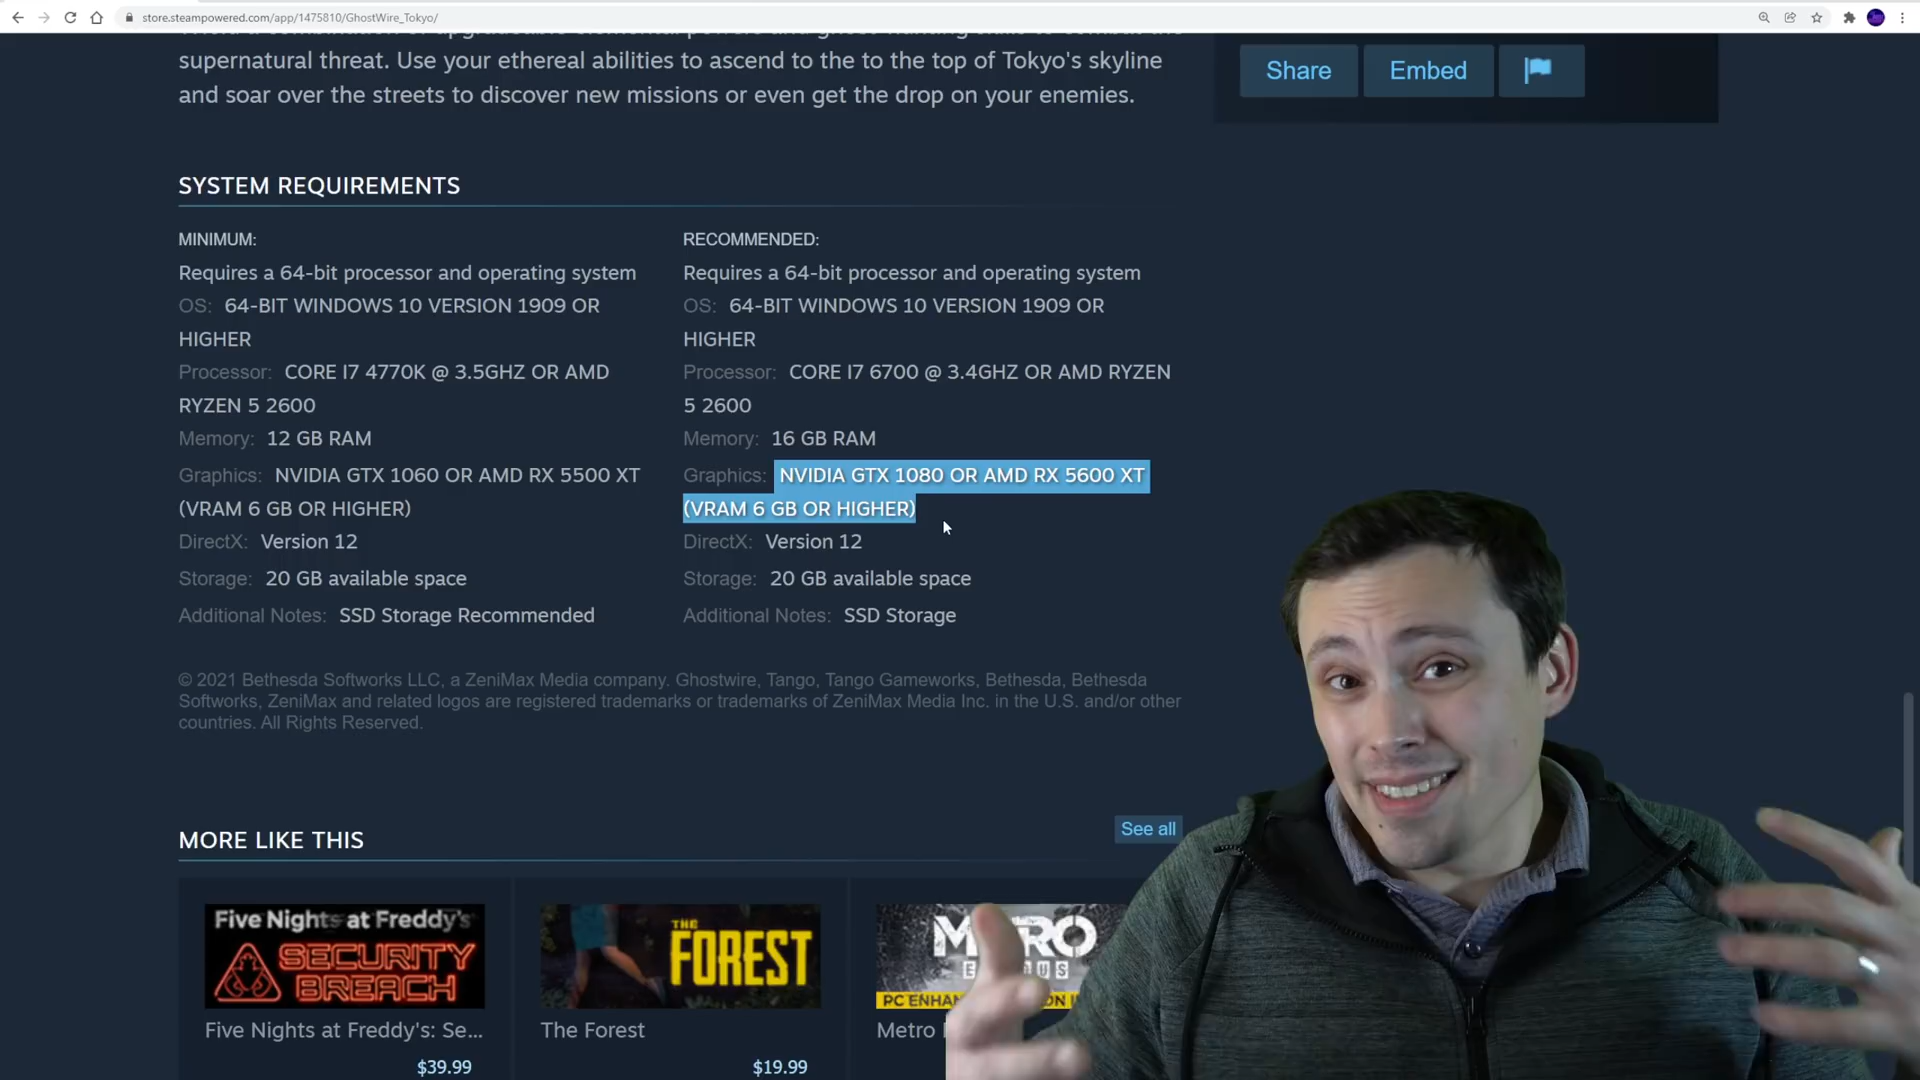 store.steampowered.com/app/1475810/GhostWire_Tokyo/
supernatural threat. Use your ethereal abilities to ascend to the to the top of Tokyo's skyline
and soar over the streets to discover new missions or even get the drop on your enemies.
Share
Embed
SYSTEM REQUIREMENTS
MINIMUM:
Requires a 64-bit processor and operating system
OS: 64-BIT WINDOWS 10 VERSION 1909 OR
HIGHER
Processor: CORE I7 4770K @ 3.5GHZ OR AMD
RYZEN 5 2600
Memory: 12 GB RAM
Graphics: NVIDIA GTX 1060 OR AMD RX 5500 XT
(VRAM 6 GB OR HIGHER)
DirectX: Version 12
Storage: 20 GB available space
Additional Notes: SSD Storage Recommended
RECOMMENDED:
Requires a 64-bit processor and operating system
OS: 64-BIT WINDOWS 10 VERSION 1909 OR
HIGHER
Processor: CORE I7 6700 @ 3.4GHZ OR AMD RYZEN
5 2600
Memory: 16 GB RAM
Graphics: NVIDIA GTX 1080 OR AMD RX 5600 XT
(VRAM 6 GB OR HIGHER)
DirectX: Version 12
Storage: 20 GB available space
Additional Notes: SSD Storage
© 2021 Bethesda Softworks LLC, a ZeniMax Media company. Ghostwire, Tango, Tango Gameworks, Bethesda, Bethesda
Softworks, ZeniMax and related logos are registered trademarks or trademarks of ZeniMax Media Inc. in the U.S. and/or other
countries. All Rights Reserved.
MORE LIKE THIS
See all
Five Nights at Freddy's
SECURITY
BREACH
Five Nights at Freddy's: Se...
$39.99
THE
FOREST
The Forest
$19.99
PC ENHAN
Metro